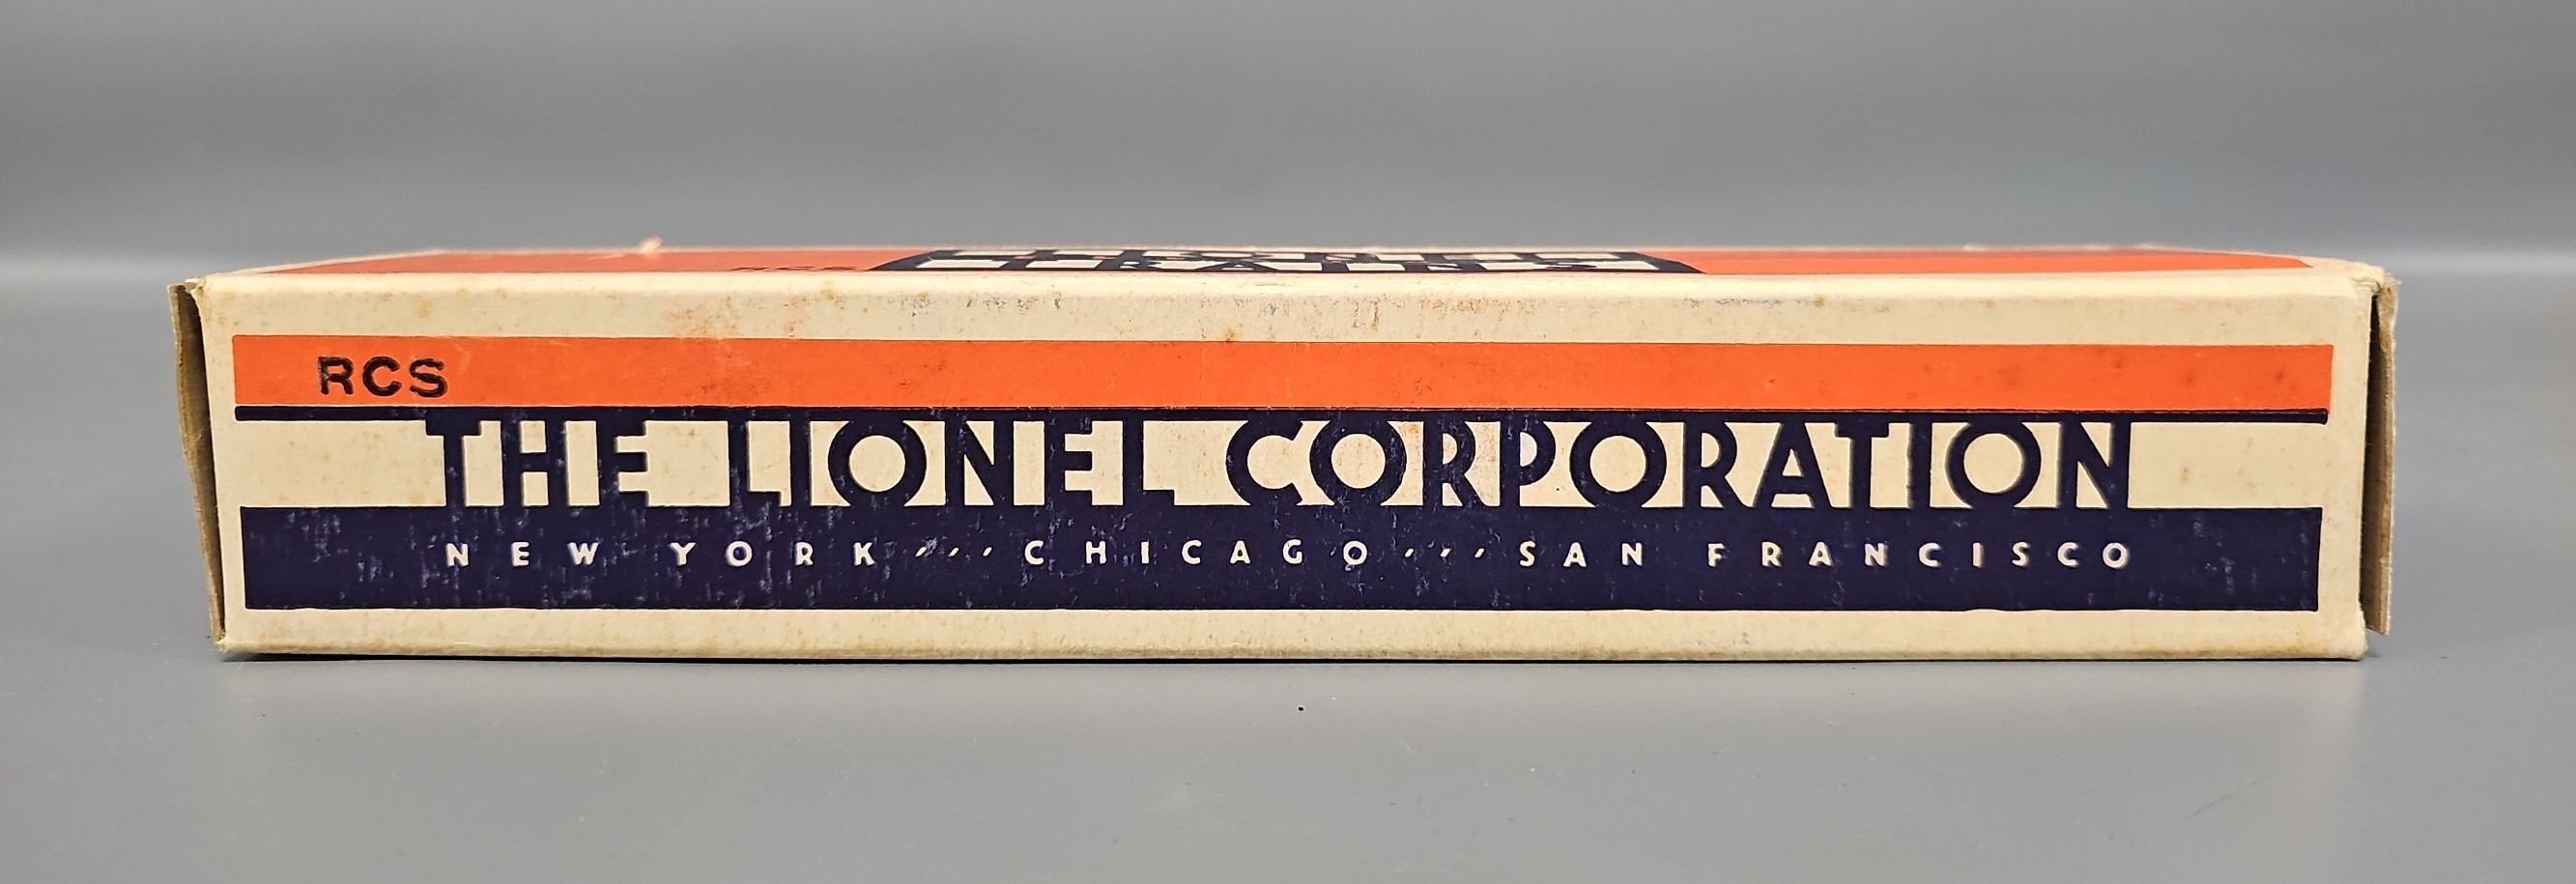 RCS
THE LIONEL CORPORATION
NEW YORK ''' CHICAGO ''' SAN FRANCISCO